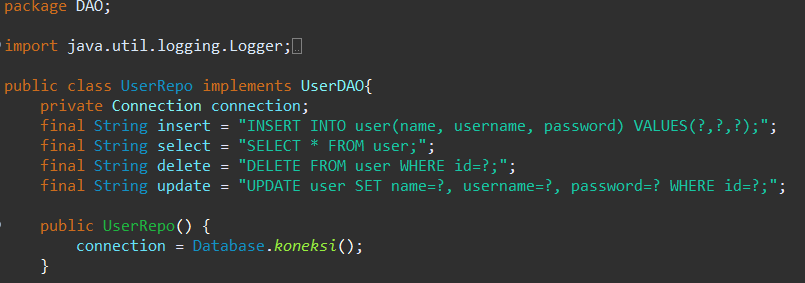 package DAO;
import java.util.logging.Logger;
public class UserRepo implements UserDAO{
private Connection connection;
final String insert = "INSERT INTO user(name, username, password) VALUES(?,?,?);";
final String select = "SELECT * FROM user;";
final String delete = "DELETE FROM user WHERE id=?;";
final String update = "UPDATE user SET name=?, username=?, password=? WHERE id=?;";
public UserRepo() {
connection = Database.koneksi();
}